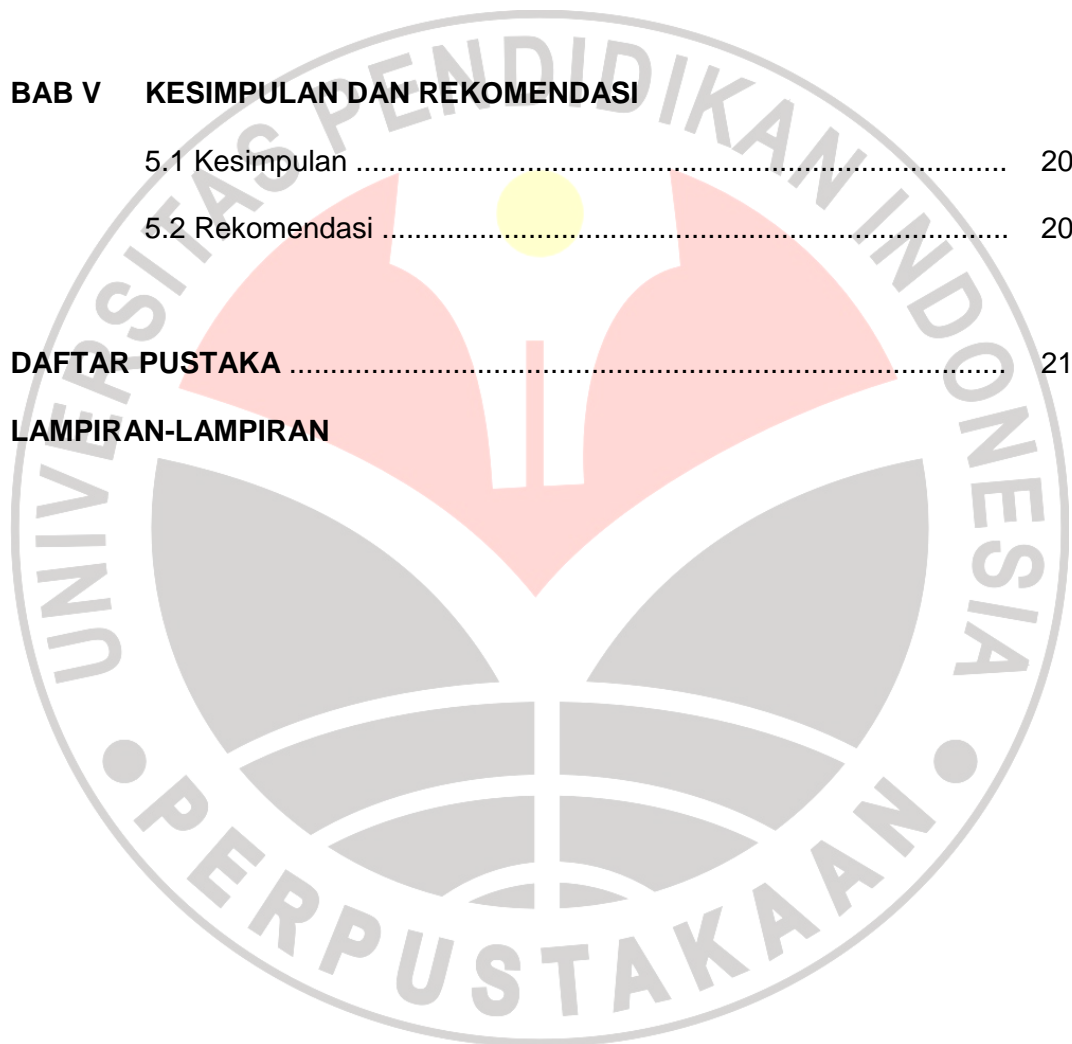 BAB V KESIMPULAN DAN REKOMENDASI
5.1 Kesimpulan ................................................................................ 20
5.2 Rekomendasi ............................................................................. 20
DAFTAR PUSTAKA ........................................................................................ 21
LAMPIRAN-LAMPIRAN
UNIVERSITAS PENDIDIKAN INDONESIA
PERPUSTAKAAN